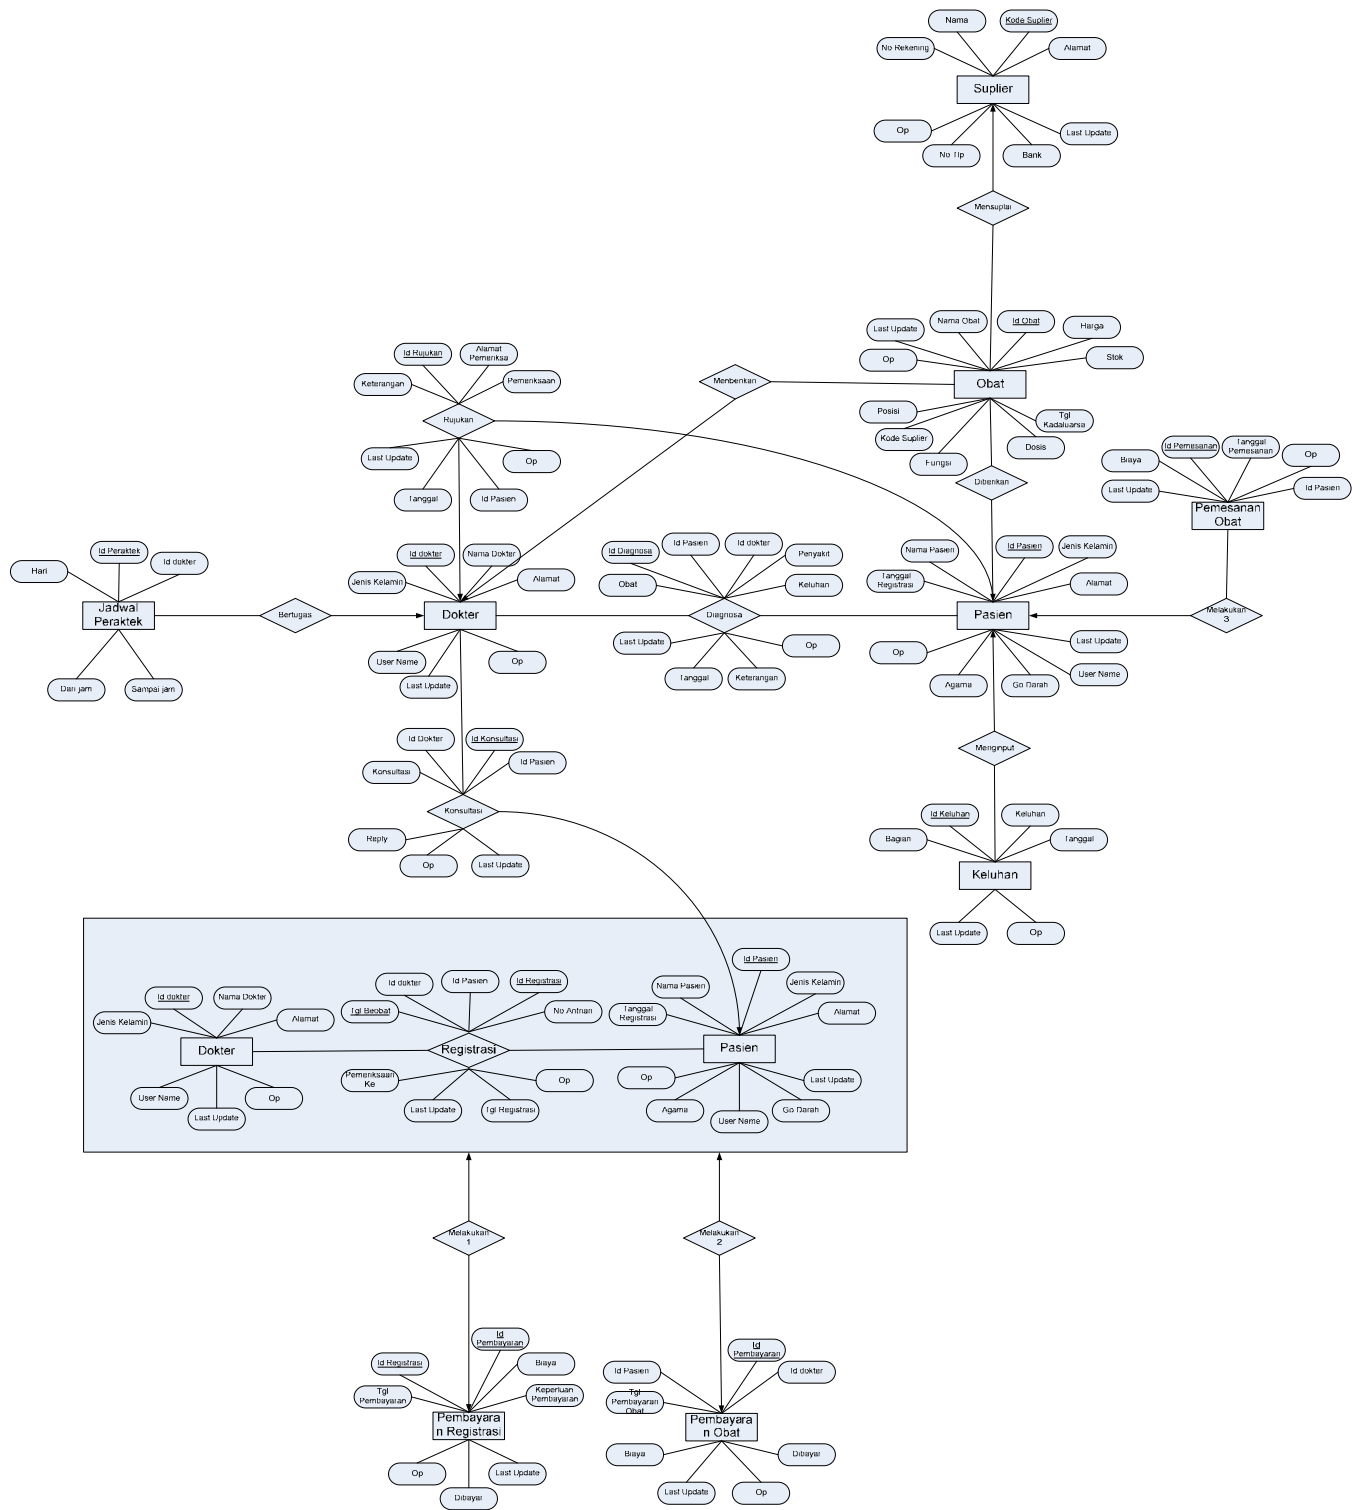 Nama
Kode Suplier
No Rekening
Alamat
Suplier
Op
Last Update
No Tlp
Bank
Mensuplai
Last Update
Nama Obat
Id Obat
Harga
Op
Stok
Obat
Memberikan
Posisi
Tgl
Kadaluarsa
Kode Suplier
Dosis
Fungsi
Diberikan
Id Rujukan
Alamat
Pemeriksa
Keterangan
Pemeriksaan
Rujukan
Last Update
Op
Tanggal
Id Pasien
Id Pemesanan
Tanggal
Pemesanan
Biaya
Op
Last Update
Id Pasien
Pemesanan
Obat
Id Peraktek
Id dokter
Hari
Jadwal
Peraktek
Dari jam
Sampai jam
Bertugas
Id dokter
Nama Dokter
Jenis Kelamin
Alamat
Dokter
User Name
Op
Last Update
Id Diagnosa
Id Pasien
Id dokter
Penyakit
Obat
Keluhan
Diagnosa
Last Update
Op
Tanggal
Keterangan
Nama Pasien
Id Pasien
Jenis Kelamin
Tanggal
Registrasi
Alamat
Pasien
Op
Last Update
Agama
Go Darah
User Name
Melakukan
3
Menginput
Id Dokter
Id Konsultasi
Konsultasi
Id Pasien
Konsultasi
Reply
Op
Last Update
Id Keluhan
Keluhan
Bagian
Tanggal
Keluhan
Last Update
Op
Id dokter
Nama Dokter
Jenis Kelamin
Alamat
Dokter
User Name
Last Update
Op
Id dokter
Id Pasien
Id Registrasi
Tgl Beobat
No Antrian
Registrasi
Pemeriksaan
Ke
Op
Last Update
Tgl Registrasi
Id Pasien
Nama Pasien
Jenis Kelamin
Tanggal
Registrasi
Alamat
Pasien
Op
Last Update
Agama
User Name
Go Darah
Melakukan
1
Melakukan
2
Id
Pembayaran
Id Registrasi
Biaya
Tgl
Pembayaran
Keperluan
Pembayaran
Pembayara
n Registrasi
Op
Last Update
Dibayar
Id
Pembayaran
Id Pasien
Id dokter
Tgl
Pembayaran
Obat
Pembayara
n Obat
Biaya
Dibayar
Last Update
Op